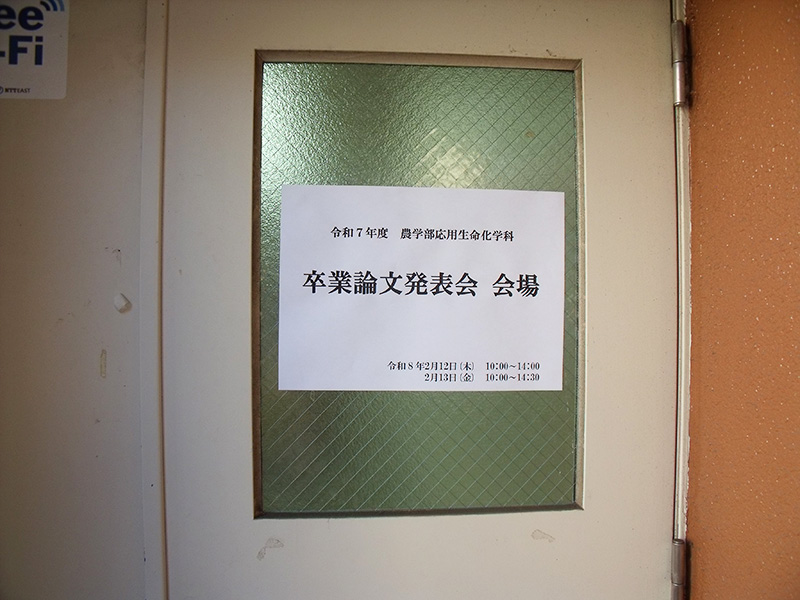 ee
-Fi
NTT EAST
令和7年度 農学部応用生命化学科
卒業論文発表会 会場
令和8年2月12日(木) 10:00~14:00
2月13日(金) 10:00~14:30